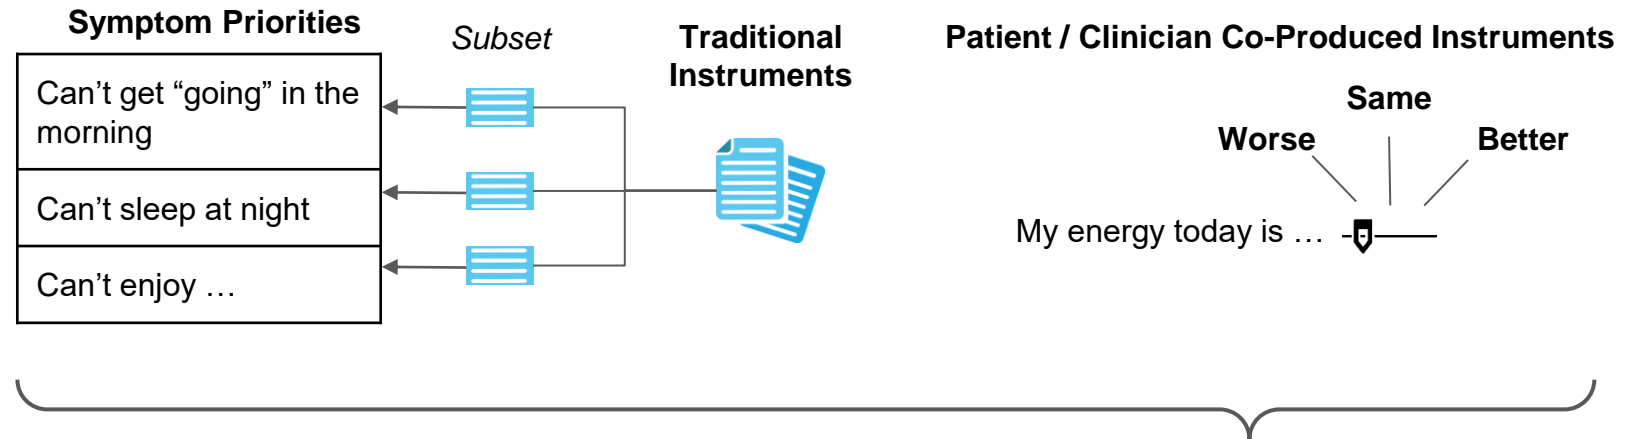 Symptom Priorities
Can’t get “going” in the
morning
Can’t sleep at night
Can’t enjoy …
Subset
Traditional
Instruments
Patient / Clinician Co-Produced Instruments
Same
Worse
Better
My energy today is …